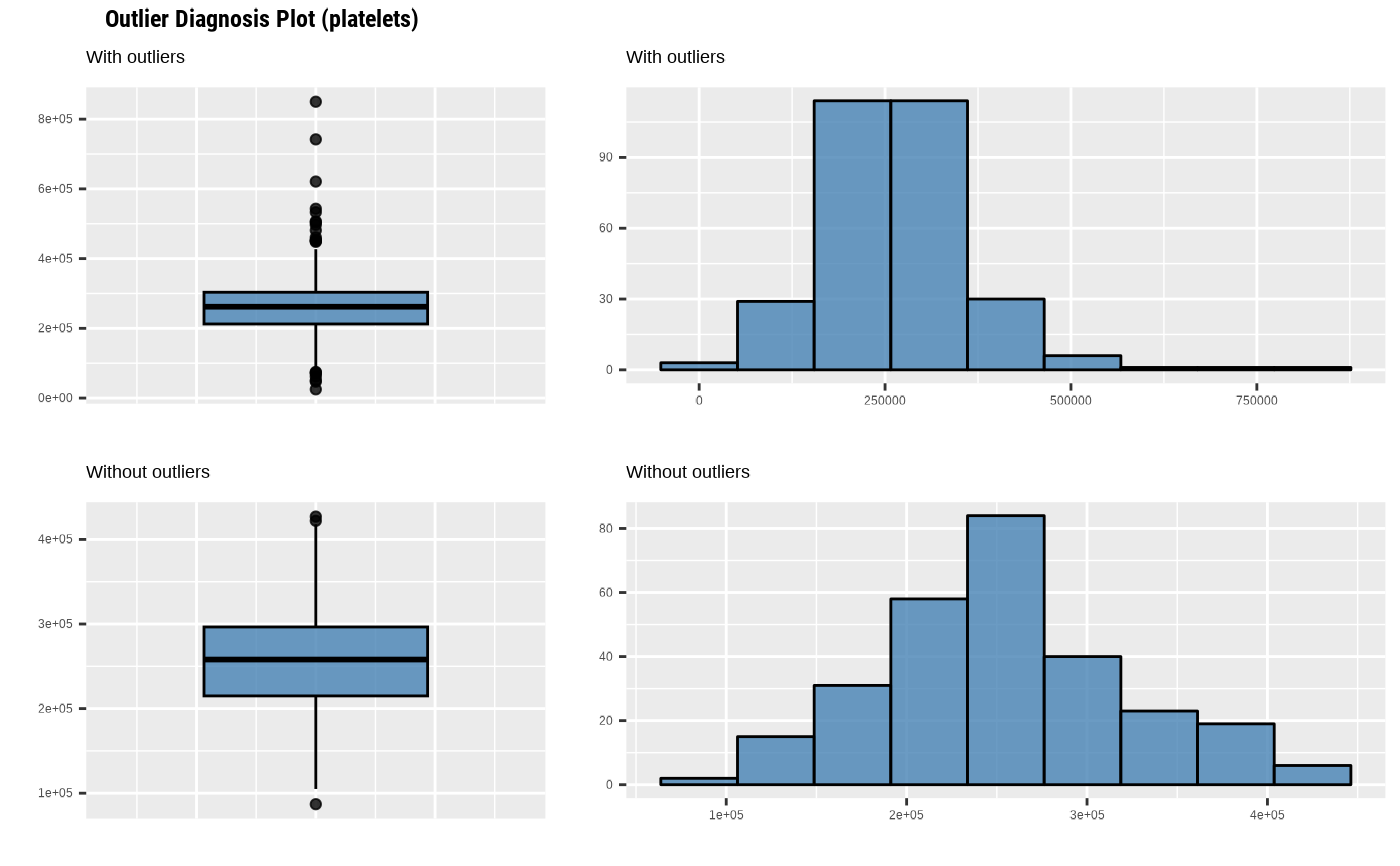 Outlier Diagnosis Plot (platelets)
With outliers
8e+05
6e+05
4e+05
2e+05
0e+00
With outliers
90
60
30
0
0 250000 500000 750000
Without outliers
4e+05
3e+05
2e+05
1e+05
Without outliers
80
60
40
20
0
1e+05 2e+05 3e+05 4e+05